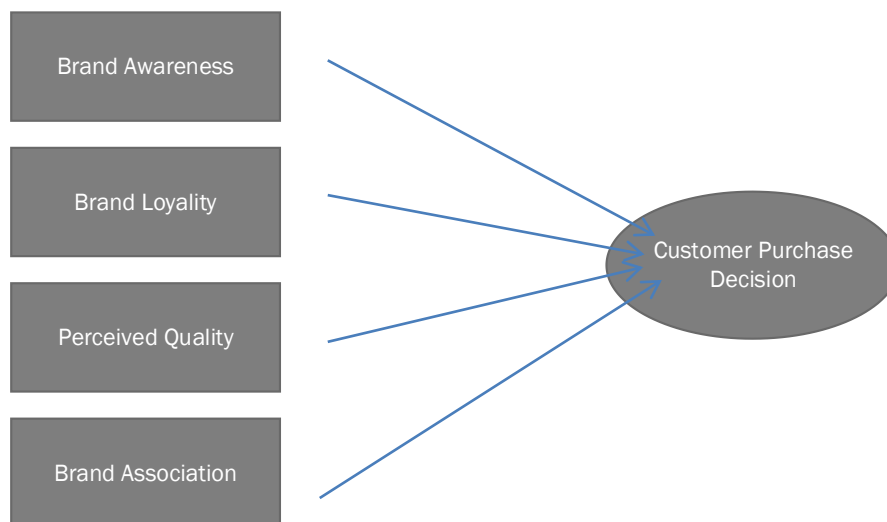 Brand Awareness
Brand Loyality
Perceived Quality
Brand Association
Customer Purchase
Decision